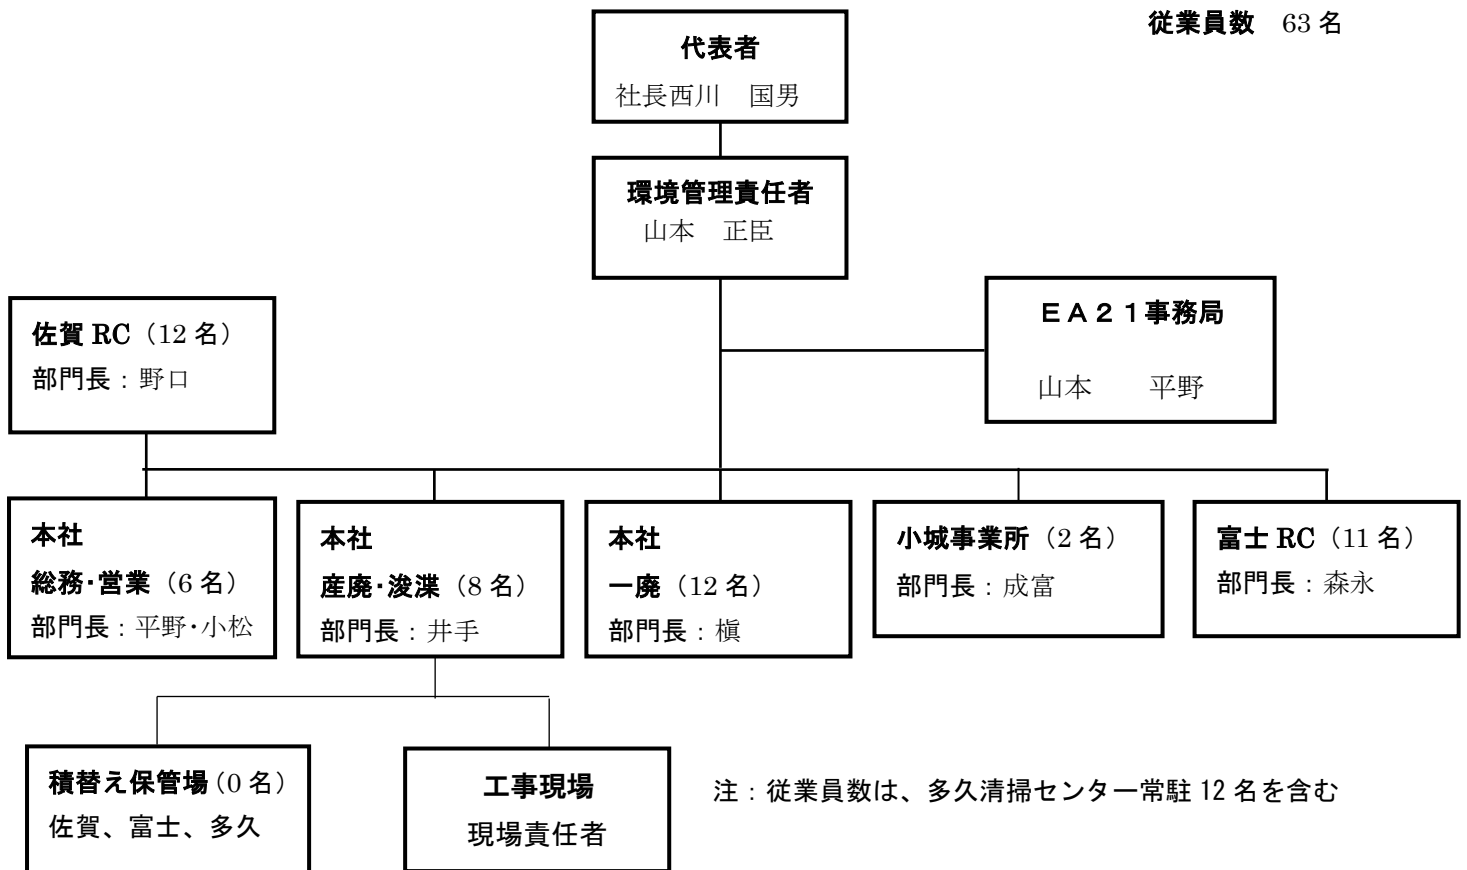 従業員数 63 名
代表者
社長西川 国男
環境管理責任者
山本 正臣
EA21事務局
山本 平野
佐賀 RC（12 名）
部門長：野口
本社
総務・営業（6 名）
部門長：平野・小松
本社
産廃・浚渫（8 名）
部門長：井手
本社
一廃（12 名）
部門長：槇
小城事業所（2 名）
部門長：成富
富士 RC（11 名）
部門長：森永
積替え保管場（0 名）
佐賀、富士、多久
工事現場
現場責任者
注：従業員数は、多久清掃センター常駐 12 名を含む